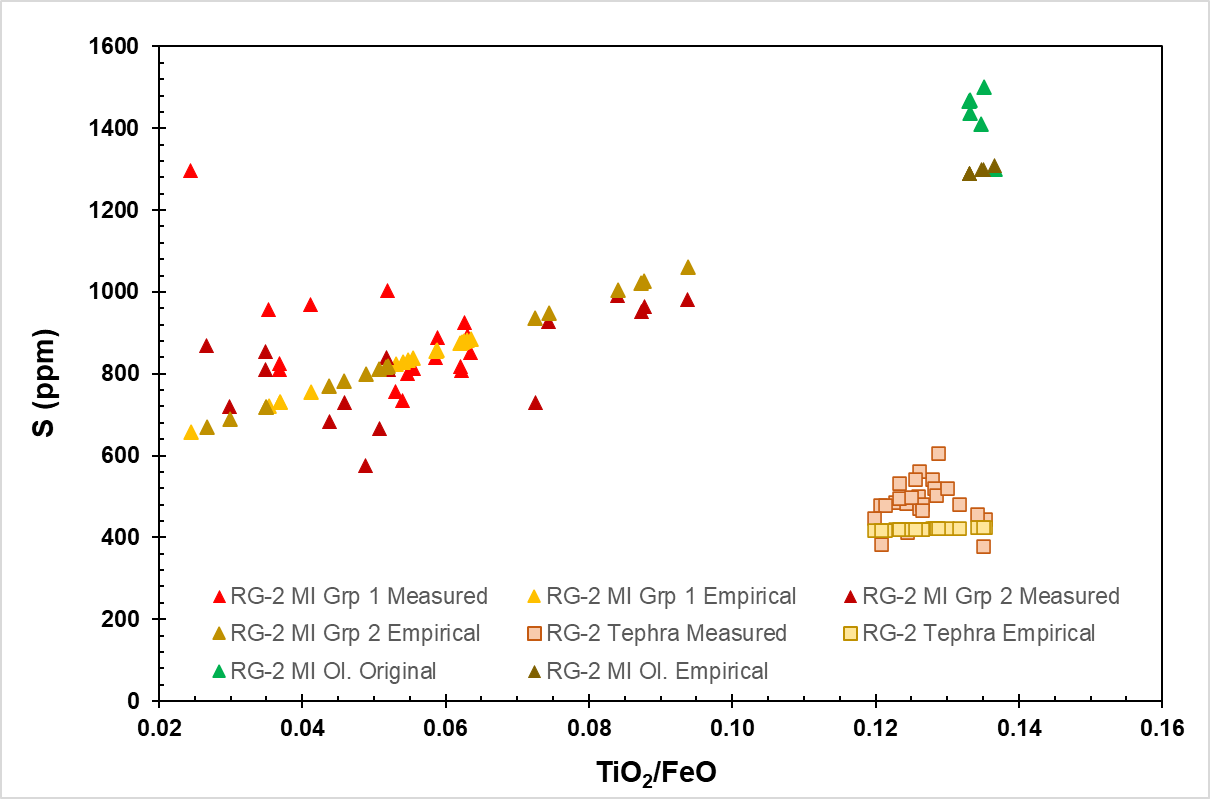 1600
1400
1200
1000
800
600
400
200
0
S (ppm)
RG-2 MI Grp 1 Measured RG-2 MI Grp 1 Empirical RG-2 MI Grp 2 Measured
RG-2 MI Grp 2 Empirical RG-2 Tephra Measured RG-2 Tephra Empirical
RG-2 MI Ol. Original RG-2 MI Ol. Empirical
0.02 0.04 0.06 0.08 0.10 0.12 0.14 0.16
TiO₂/FeO